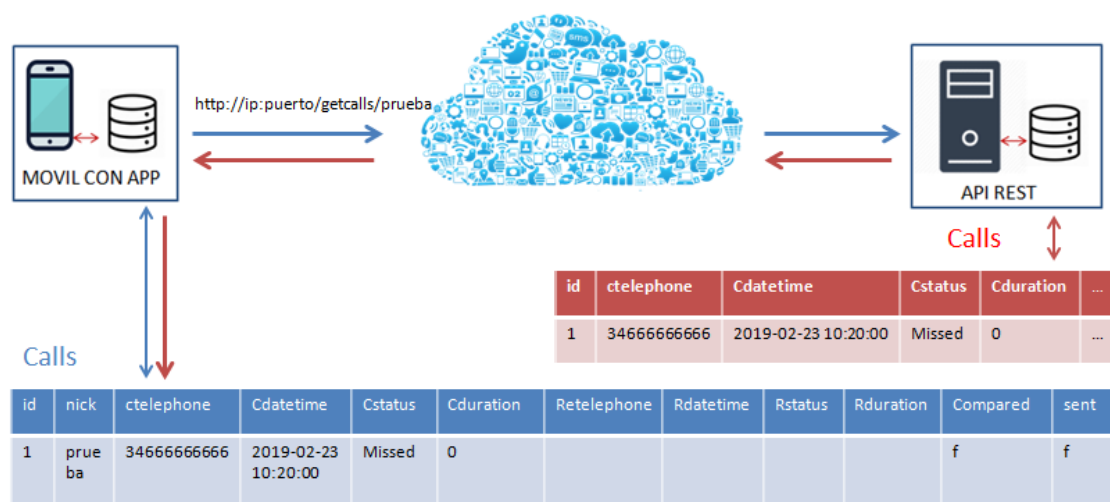 sms
http://ip:puerto/getcalls/prueba
MOVIL CON APP
API REST
Calls
id ctelephone Cdatetime Cstatus Cduration ...
1 34666666666 2019-02-23 10:20:00 Missed 0 ...
Calls
id nick ctelephone Cdatetime Cstatus Cduration Retelephone Rdatetime Rstatus Rduration Compared sent
1 prue 34666666666 2019-02-23 Missed 0 f f
ba 10:20:00